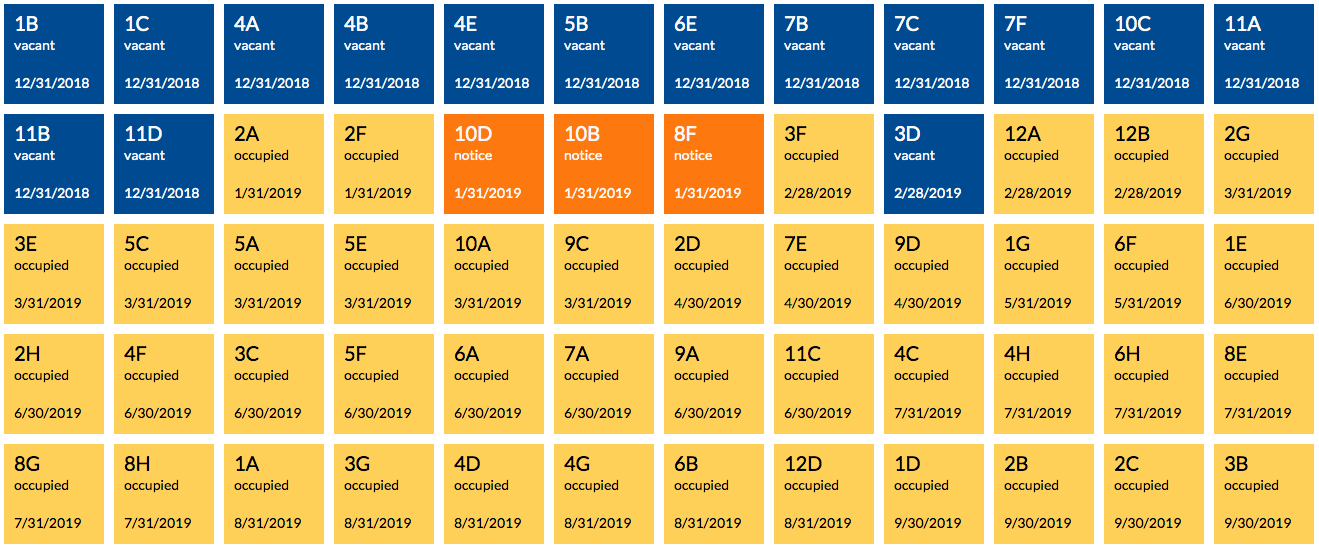 1B
vacant
12/31/2018
1C
vacant
12/31/2018
4A
vacant
12/31/2018
4B
vacant
12/31/2018
4E
vacant
12/31/2018
5B
vacant
12/31/2018
6E
vacant
12/31/2018
7B
vacant
12/31/2018
7C
vacant
12/31/2018
7F
vacant
12/31/2018
10C
vacant
12/31/2018
11A
vacant
12/31/2018
11B
vacant
12/31/2018
11D
vacant
12/31/2018
2A
occupied
1/31/2019
2F
occupied
1/31/2019
10D
notice
1/31/2019
10B
notice
1/31/2019
8F
notice
1/31/2019
3F
occupied
2/28/2019
3D
vacant
2/28/2019
12A
occupied
2/28/2019
12B
occupied
2/28/2019
2G
occupied
3/31/2019
3E
occupied
3/31/2019
5C
occupied
3/31/2019
5A
occupied
3/31/2019
5E
occupied
3/31/2019
10A
occupied
3/31/2019
9C
occupied
3/31/2019
2D
occupied
4/30/2019
7E
occupied
4/30/2019
9D
occupied
4/30/2019
1G
occupied
5/31/2019
6F
occupied
5/31/2019
1E
occupied
6/30/2019
2H
occupied
6/30/2019
4F
occupied
6/30/2019
3C
occupied
6/30/2019
5F
occupied
6/30/2019
6A
occupied
6/30/2019
7A
occupied
6/30/2019
9A
occupied
6/30/2019
11C
occupied
6/30/2019
4C
occupied
7/31/2019
4H
occupied
7/31/2019
6H
occupied
7/31/2019
8E
occupied
7/31/2019
8G
occupied
7/31/2019
8H
occupied
7/31/2019
1A
occupied
8/31/2019
3G
occupied
8/31/2019
4D
occupied
8/31/2019
4G
occupied
8/31/2019
6B
occupied
8/31/2019
12D
occupied
8/31/2019
1D
occupied
9/30/2019
2B
occupied
9/30/2019
2C
occupied
9/30/2019
3B
occupied
9/30/2019